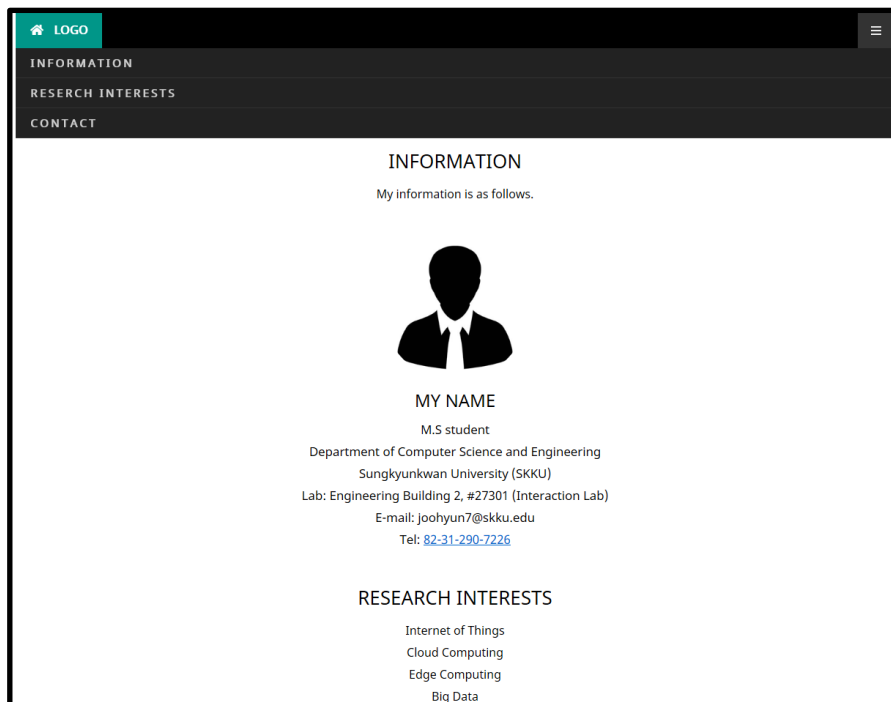 LOGO
INFORMATION
RESERCH INTERESTS
CONTACT
INFORMATION
My information is as follows.
MY NAME
M.S student
Department of Computer Science and Engineering
Sungkyunkwan University (SKKU)
Lab: Engineering Building 2, #27301 (Interaction Lab)
E-mail: joohyun7@skku.edu
Tel: 82-31-290-7226
RESEARCH INTERESTS
Internet of Things
Cloud Computing
Edge Computing
Big Data